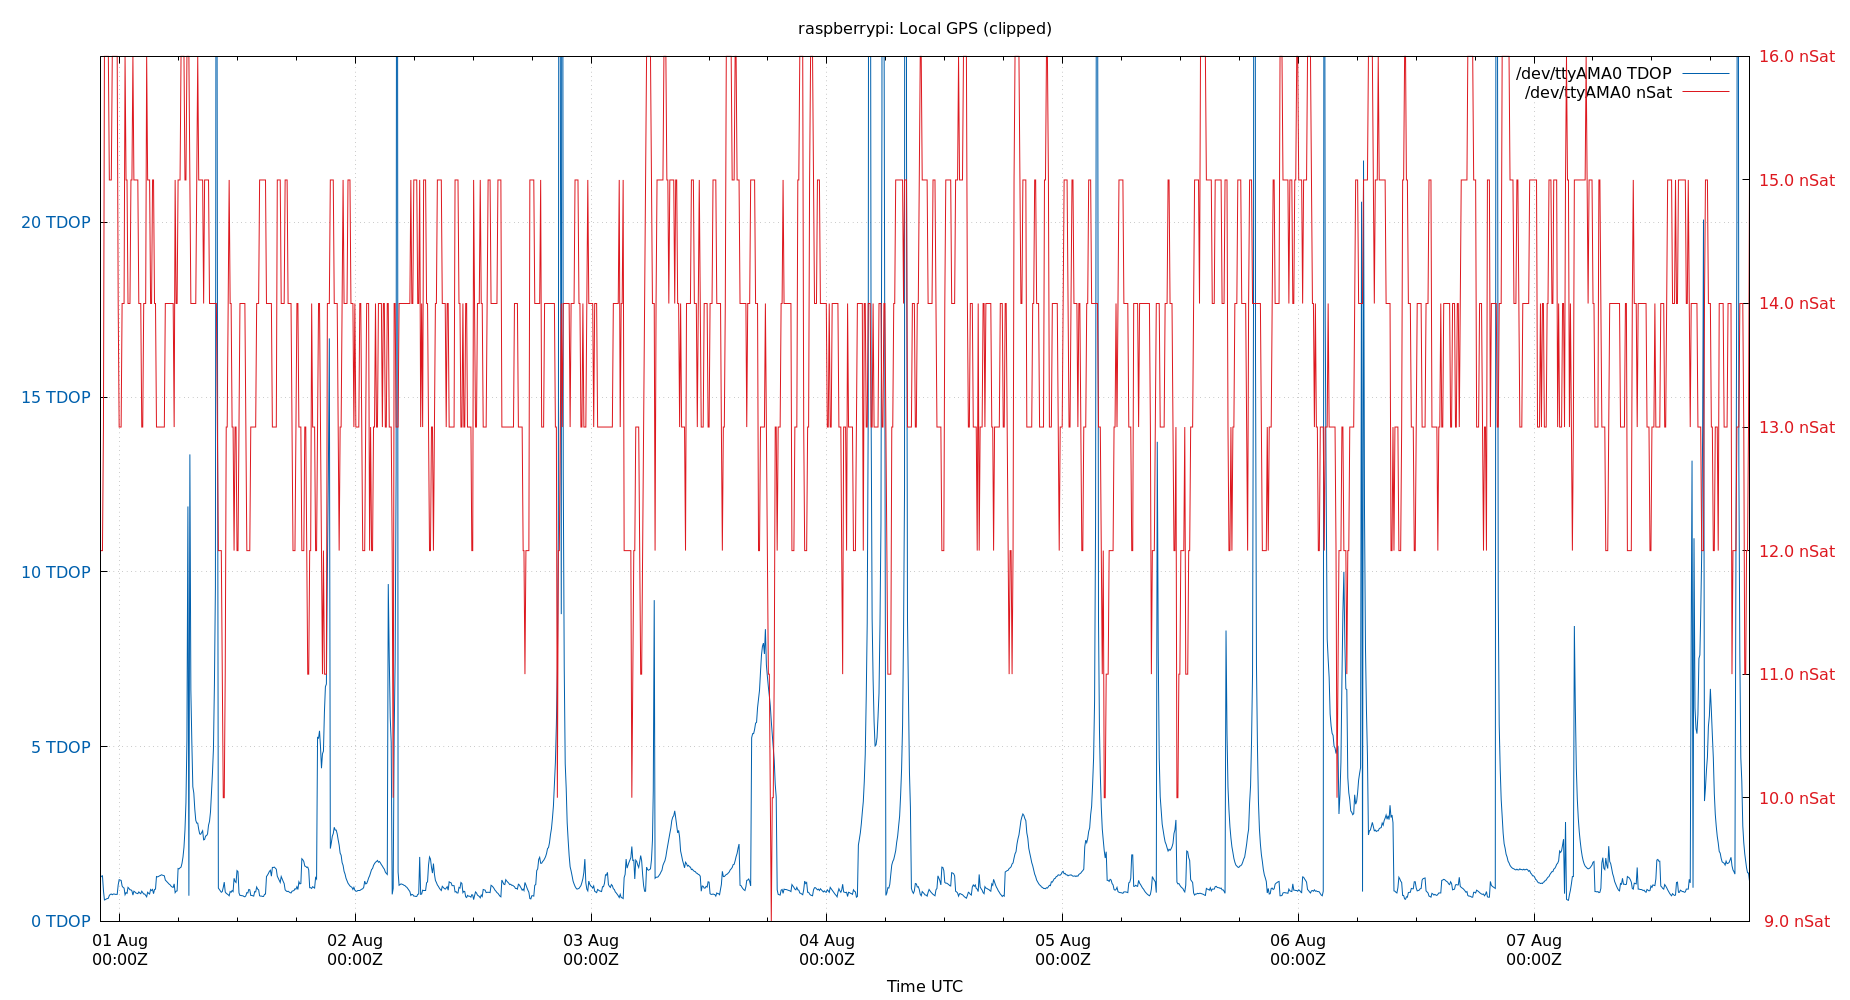 raspberrypi: Local GPS (clipped)
/dev/ttyAMA0 TDOP
/dev/ttyAMA0 nSat
16.0 nSat
15.0 nSat
14.0 nSat
13.0 nSat
12.0 nSat
11.0 nSat
10.0 nSat
9.0 nSat
20 TDOP
15 TDOP
10 TDOP
5 TDOP
0 TDOP
01 Aug
00:00Z
02 Aug
00:00Z
03 Aug
00:00Z
04 Aug
00:00Z
05 Aug
00:00Z
06 Aug
00:00Z
07 Aug
00:00Z
Time UTC